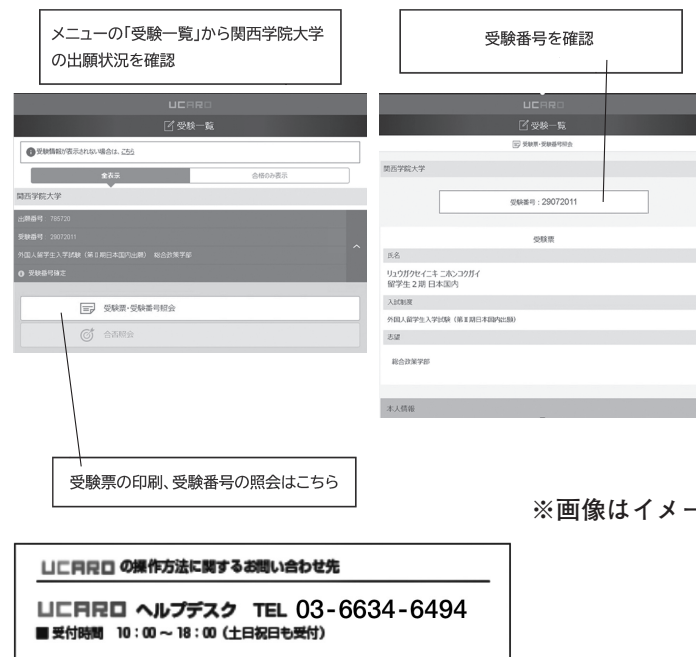 メニューの「受験一覧」から関西学院大学
の出願状況を確認
受験番号を確認
UCARO
受験一覧
受験情報が表示されない場合は、こちら
全表示
合格のみ表示
関西学院大学
出願番号 785720
受験番号 29072011
外国人留学生入学試験（第Ⅱ期日本国内出願） 総合政策学部
受験番号確定
受験票・受験番号照会
合否照会
UCARO
受験一覧
受験票・受験番号照会
関西学院大学
受験番号：29072011
受験票
氏名
リュウガクセイニキ ニホンコクガイ
留学生２期 日本国内
入試制度
外国人留学生入学試験（第Ⅱ期日本国内出願）
志望
総合政策学部
本人情報
受験票の印刷、受験番号の照会はこちら
※画像はイメー
UCARO の操作方法に関するお問い合わせ先
UCARO ヘルプデスク TEL 03-6634-6494
■ 受付時間 10：00 ～ 18：00（土日祝日も受付）